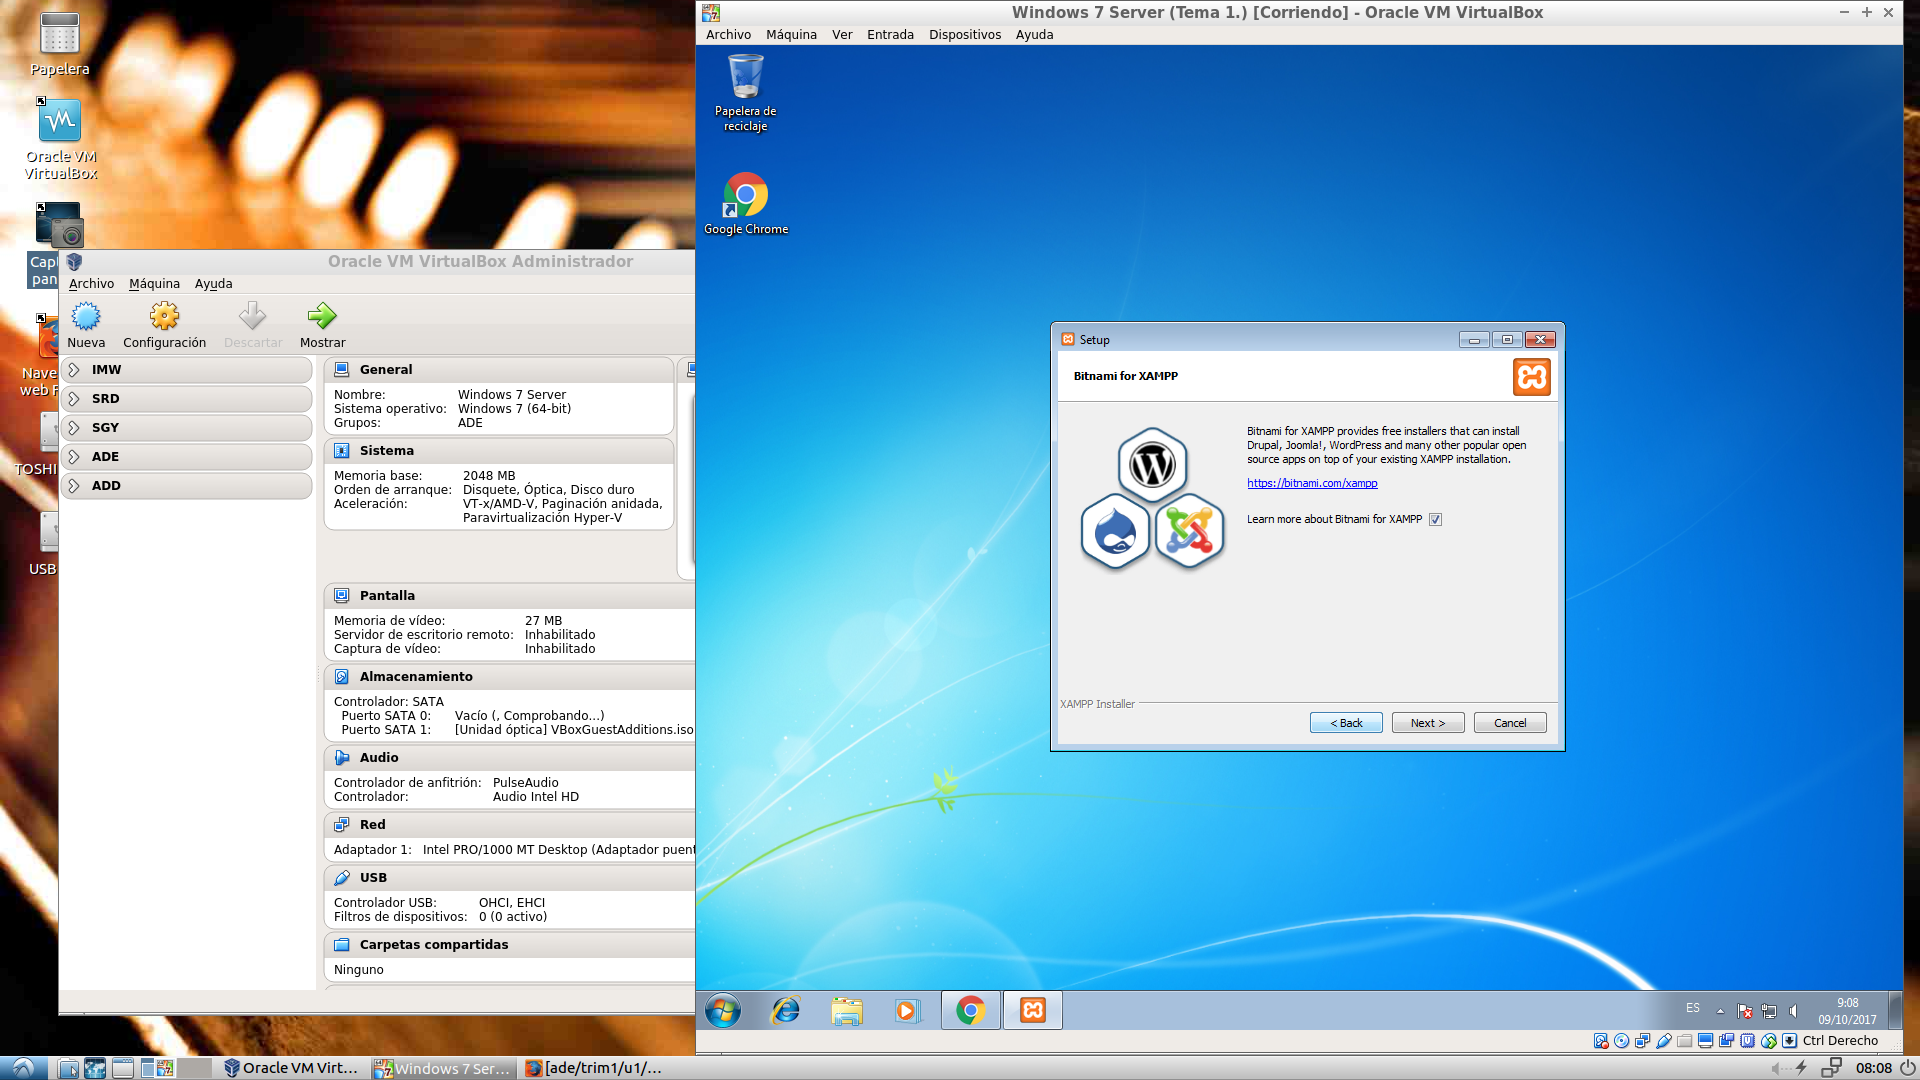 Papelera
Oracle VM
VirtualBox
Oracle VM VirtualBox Administrador
Archivo Máquina Ayuda
Nueva Configuración Descartar Mostrar
IMW
SRD
SGY
ADE
ADD
General
Nombre: Windows 7 Server
Sistema operativo: Windows 7 (64-bit)
Grupos: ADE
Sistema
Memoria base: 2048 MB
Orden de arranque: Disquete, Óptica, Disco duro
Aceleración: VT-x/AMD-V, Paginación anidada,
Paravirtualización Hyper-V
Pantalla
Memoria de vídeo: 27 MB
Servidor de escritorio remoto: Inhabilitado
Captura de vídeo: Inhabilitado
Almacenamiento
Controlador: SATA
Puerto SATA 0: Vacío (, Comprobando...)
Puerto SATA 1: [Unidad óptica] VBoxGuestAdditions.iso
Audio
Controlador de anfitrión: PulseAudio
Controlador: Audio Intel HD
Red
Adaptador 1: Intel PRO/1000 MT Desktop (Adaptador puent
USB
Controlador USB: OHCI, EHCI
Filtros de dispositivos: 0 (0 activo)
Carpetas compartidas
Ninguno
Cap
pan
Nave
web F
TOSHI
USB
Windows 7 Server (Tema 1.) [Corriendo] - Oracle VM VirtualBox
Archivo Máquina Ver Entrada Dispositivos Ayuda
Papelera de
reciclaje
Google Chrome
Setup
Bitnami for XAMPP
Bitnami for XAMPP provides free installers that can install
Drupal, Joomla!, WordPress and many other popular open
source apps on top of your existing XAMPP installation.
https://bitnami.com/xampp
Learn more about Bitnami for XAMPP
XAMPP Installer
< Back Next > Cancel
ES
9:08
09/10/2017
Ctrl Derecho
Oracle VM Virt...
Windows 7 Ser...
[ade/trim1/u1/...
08:08